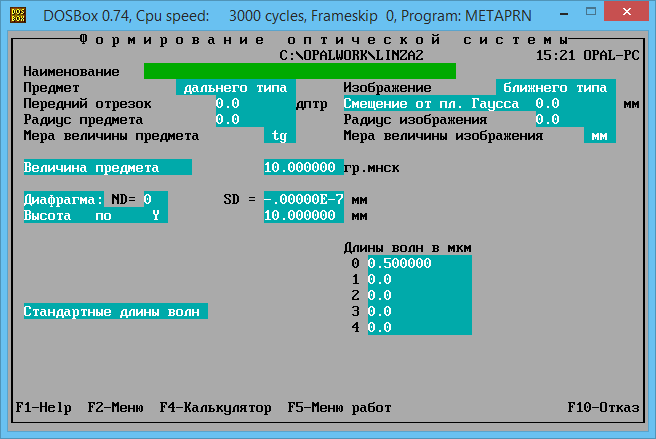 DOSBox 0.74, Cpu speed: 3000 cycles, Frameskip 0, Program: METAPRN
Формирование оптической системы
C:\OPALWORK\LINZA2 15:21 OPAL-PC
Наименование
Предмет дальнего типа Изображение ближнего типа
Передний отрезок 0.0 дптр Смещение от пл. Гаусса 0.0 мм
Радиус предмета 0.0 Радиус изображения 0.0
Мера величины предмета tg Мера величины изображения мм
Величина предмета 10.000000 гр.мнск
Диафрагма: ND= 0 SD = -.00000E-7 мм
Высота по Y 10.000000 мм
Длины волн в мкм
0 0.500000
1 0.0
2 0.0
Стандартные длины волн 3 0.0
4 0.0
F1-Help F2-Меню F4-Калькулятор F5-Меню работ F10-Отказ